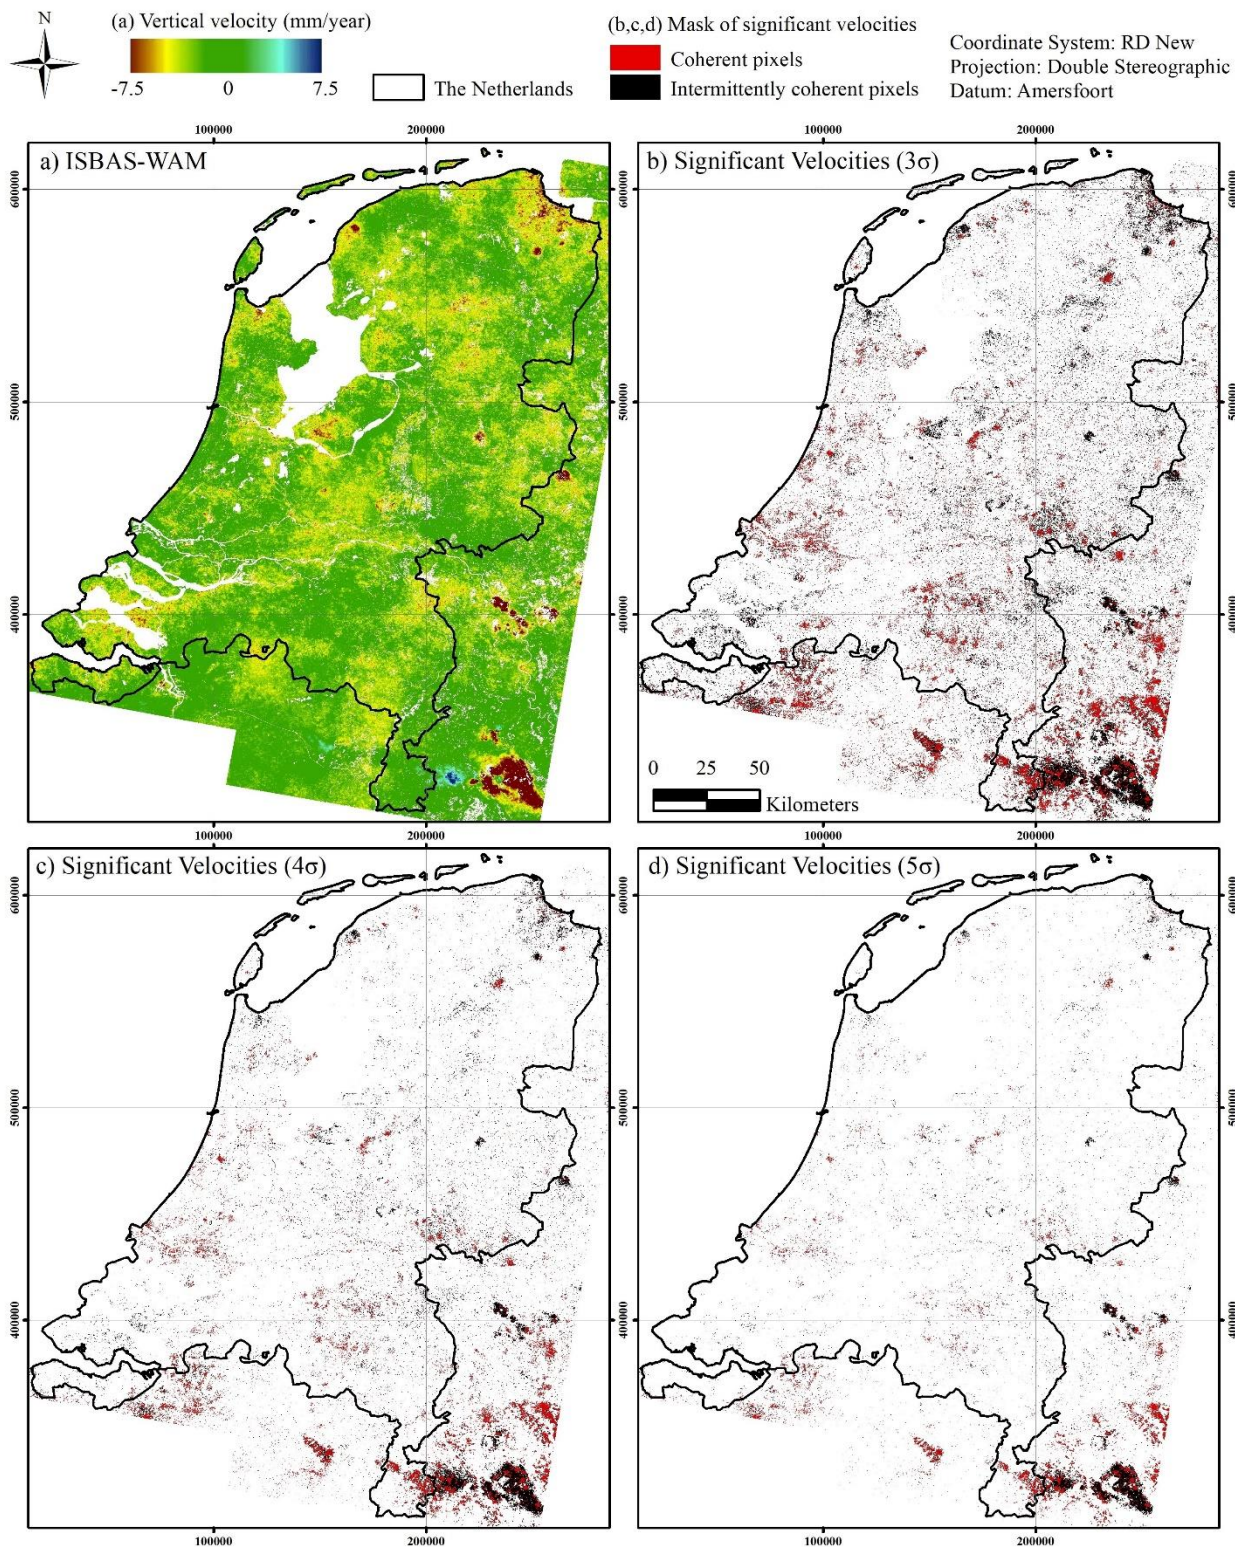 N
(a) Vertical velocity (mm/year)
-7.5 0 7.5
The Netherlands
(b,c,d) Mask of significant velocities
Coherent pixels
Intermittently coherent pixels
Coordinate System: RD New
Projection: Double Stereographic
Datum: Amersfoort
100000 200000 100000 200000
a) ISBAS-WAM
b) Significant Velocities (3σ)
600000 600000
500000 500000
400000 400000
0 25 50
Kilometers
100000 200000 100000 200000
c) Significant Velocities (4σ)
d) Significant Velocities (5σ)
600000 600000
500000 500000
400000 400000
100000 200000 100000 200000